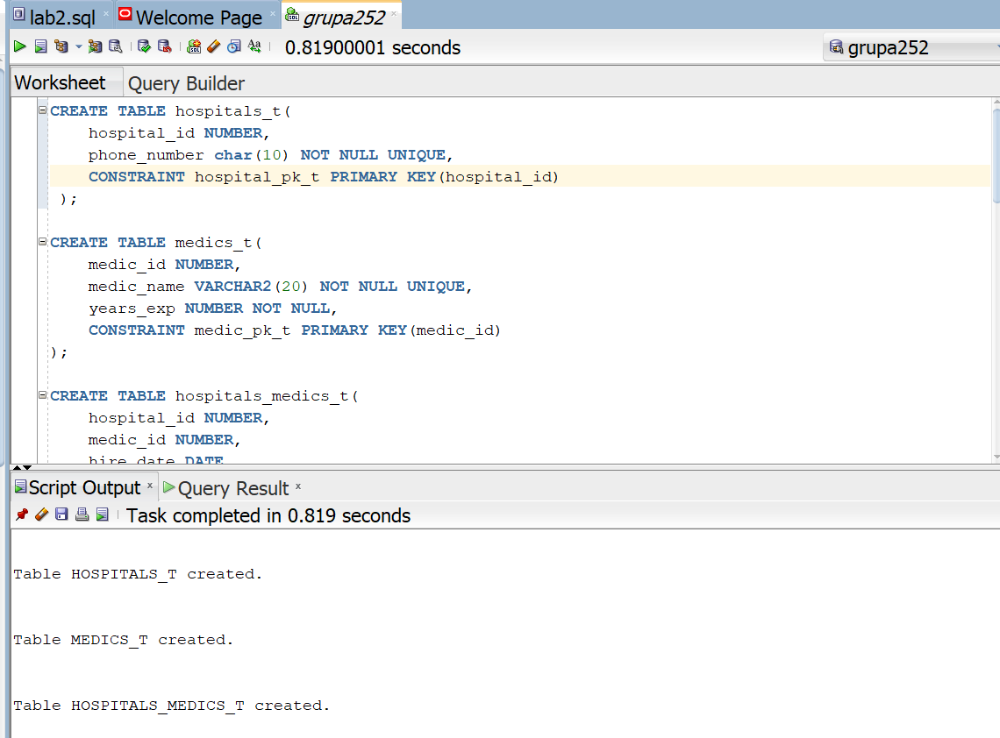 lab2.sql × Welcome Page × grupa252 ×
0.81900001 seconds grupa252
Worksheet Query Builder
CREATE TABLE hospitals_t(
hospital_id NUMBER,
phone_number char(10) NOT NULL UNIQUE,
CONSTRAINT hospital_pk_t PRIMARY KEY(hospital_id)
);
CREATE TABLE medics_t(
medic_id NUMBER,
medic_name VARCHAR2(20) NOT NULL UNIQUE,
years_exp NUMBER NOT NULL,
CONSTRAINT medic_pk_t PRIMARY KEY(medic_id)
);
CREATE TABLE hospitals_medics_t(
hospital_id NUMBER,
medic_id NUMBER,
hire_date DATE
Script Output × Query Result ×
Task completed in 0.819 seconds
Table HOSPITALS_T created.
Table MEDICS_T created.
Table HOSPITALS_MEDICS_T created.